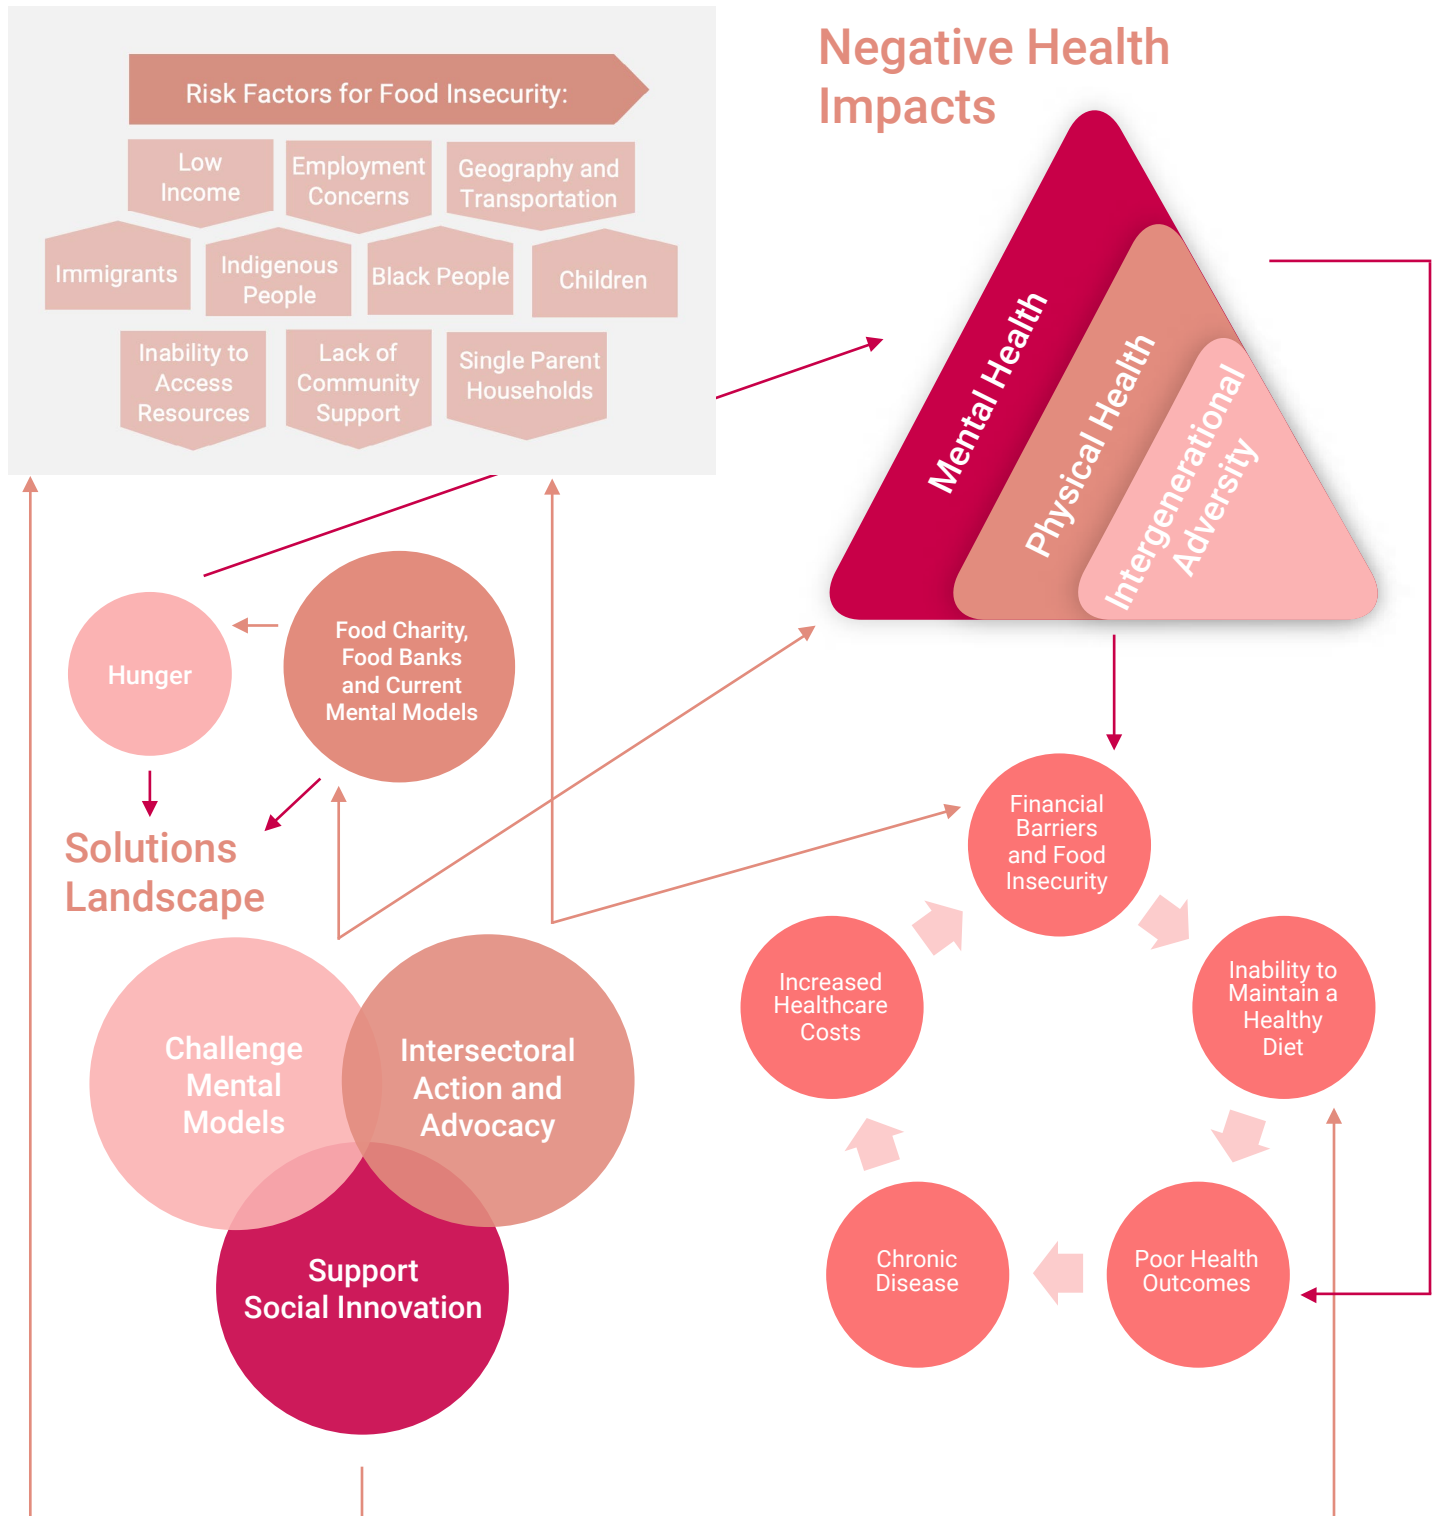 Risk Factors for Food Insecurity:
Low
Income
Employment
Concerns
Geography and
Transportation
Immigrants
Indigenous
People
Black People
Children
Inability to
Access
Resources
Lack of
Community
Support
Single Parent
Households
Negative Health
Impacts
Mental Health
Physical Health
Intergenerational
Adversity
Hunger
Food Charity,
Food Banks
and Current
Mental Models
Solutions
Landscape
Challenge
Mental
Models
Intersectoral
Action and
Advocacy
Support
Social Innovation
Financial
Barriers
and Food
Insecurity
Inability to
Maintain a
Healthy
Diet
Poor Health
Outcomes
Chronic
Disease
Increased
Healthcare
Costs